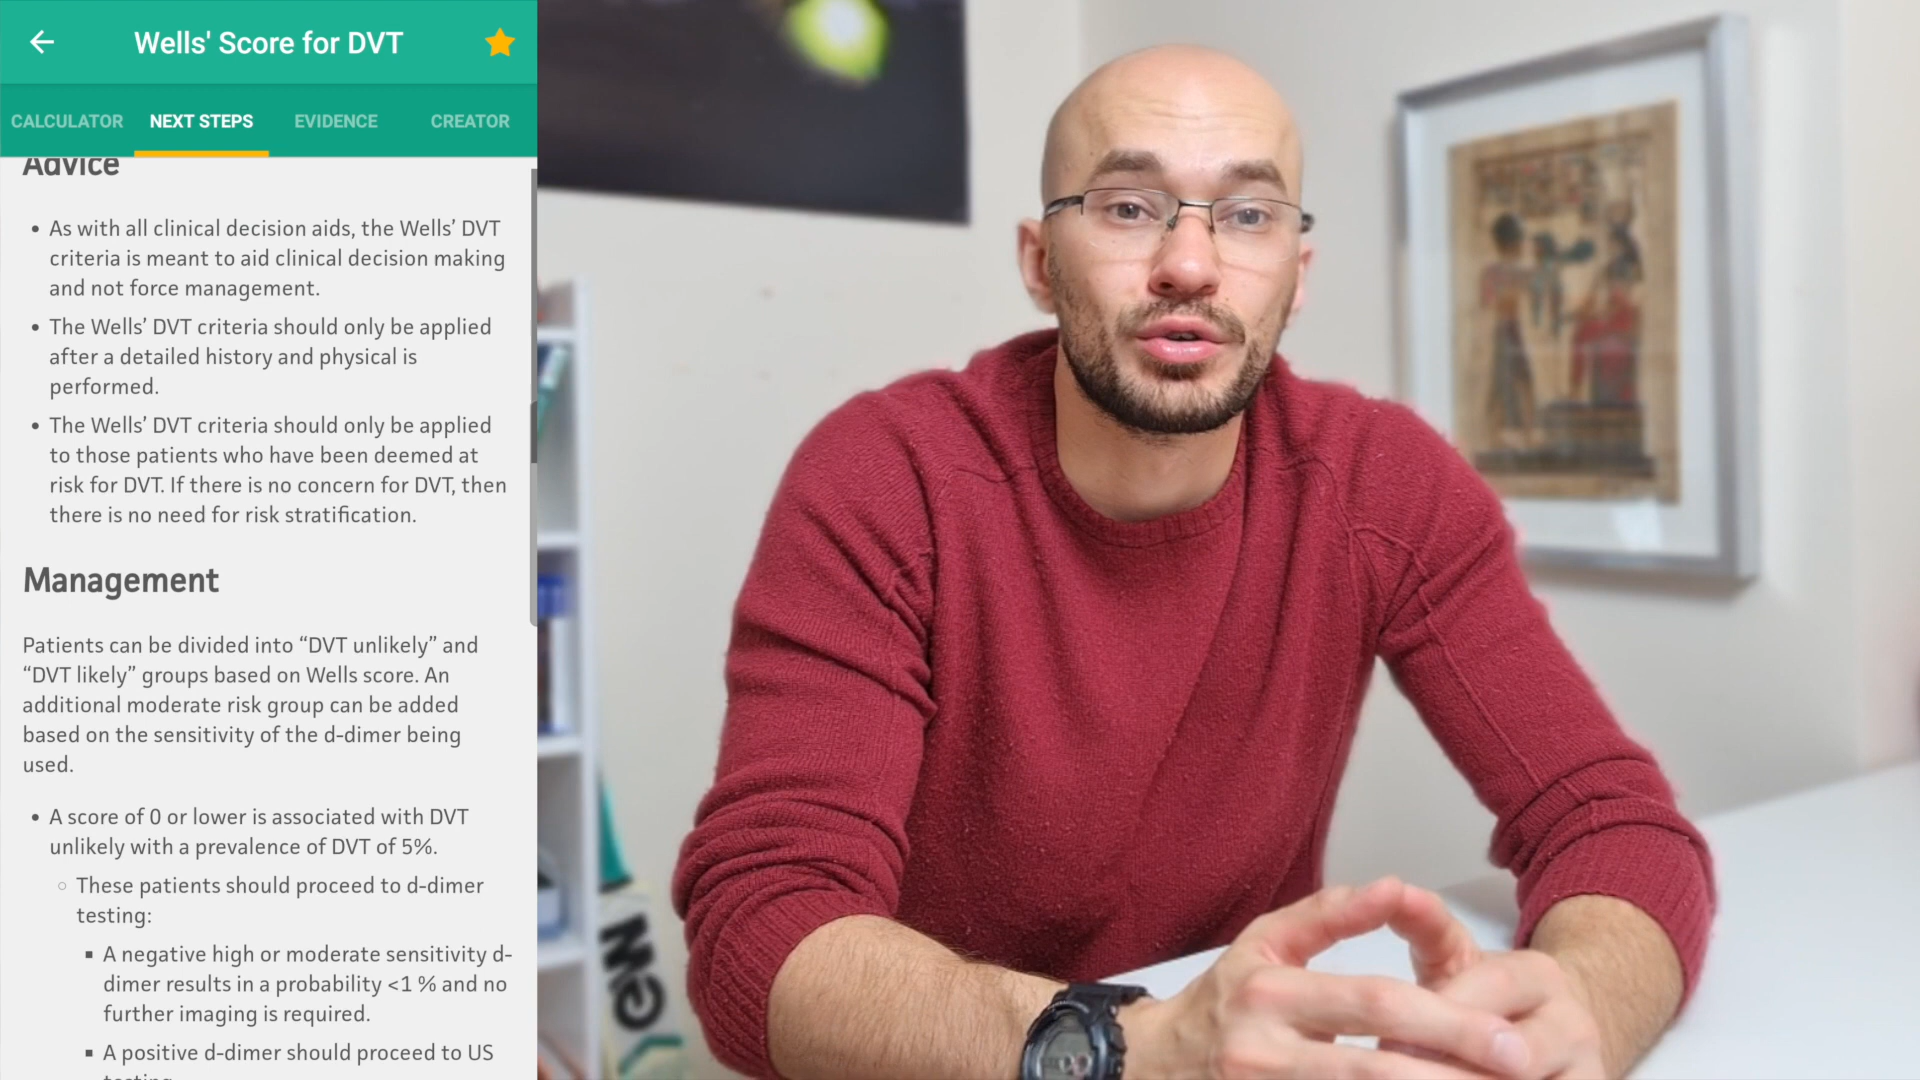 Wells' Score for DVT
CALCULATOR NEXT STEPS EVIDENCE CREATOR
Advice
• As with all clinical decision aids, the Wells’ DVT
criteria is meant to aid clinical decision making
and not force management.
• The Wells’ DVT criteria should only be applied
after a detailed history and physical is
performed.
• The Wells’ DVT criteria should only be applied
to those patients who have been deemed at
risk for DVT. If there is no concern for DVT, then
there is no need for risk stratification.
Management
Patients can be divided into “DVT unlikely” and
“DVT likely” groups based on Wells score. An
additional moderate risk group can be added
based on the sensitivity of the d-dimer being
used.
• A score of 0 or lower is associated with DVT
unlikely with a prevalence of DVT of 5%.
○ These patients should proceed to d-dimer
testing:
▪ A negative high or moderate sensitivity d-
dimer results in a probability <1 % and no
further imaging is required.
▪ A positive d-dimer should proceed to US
testing